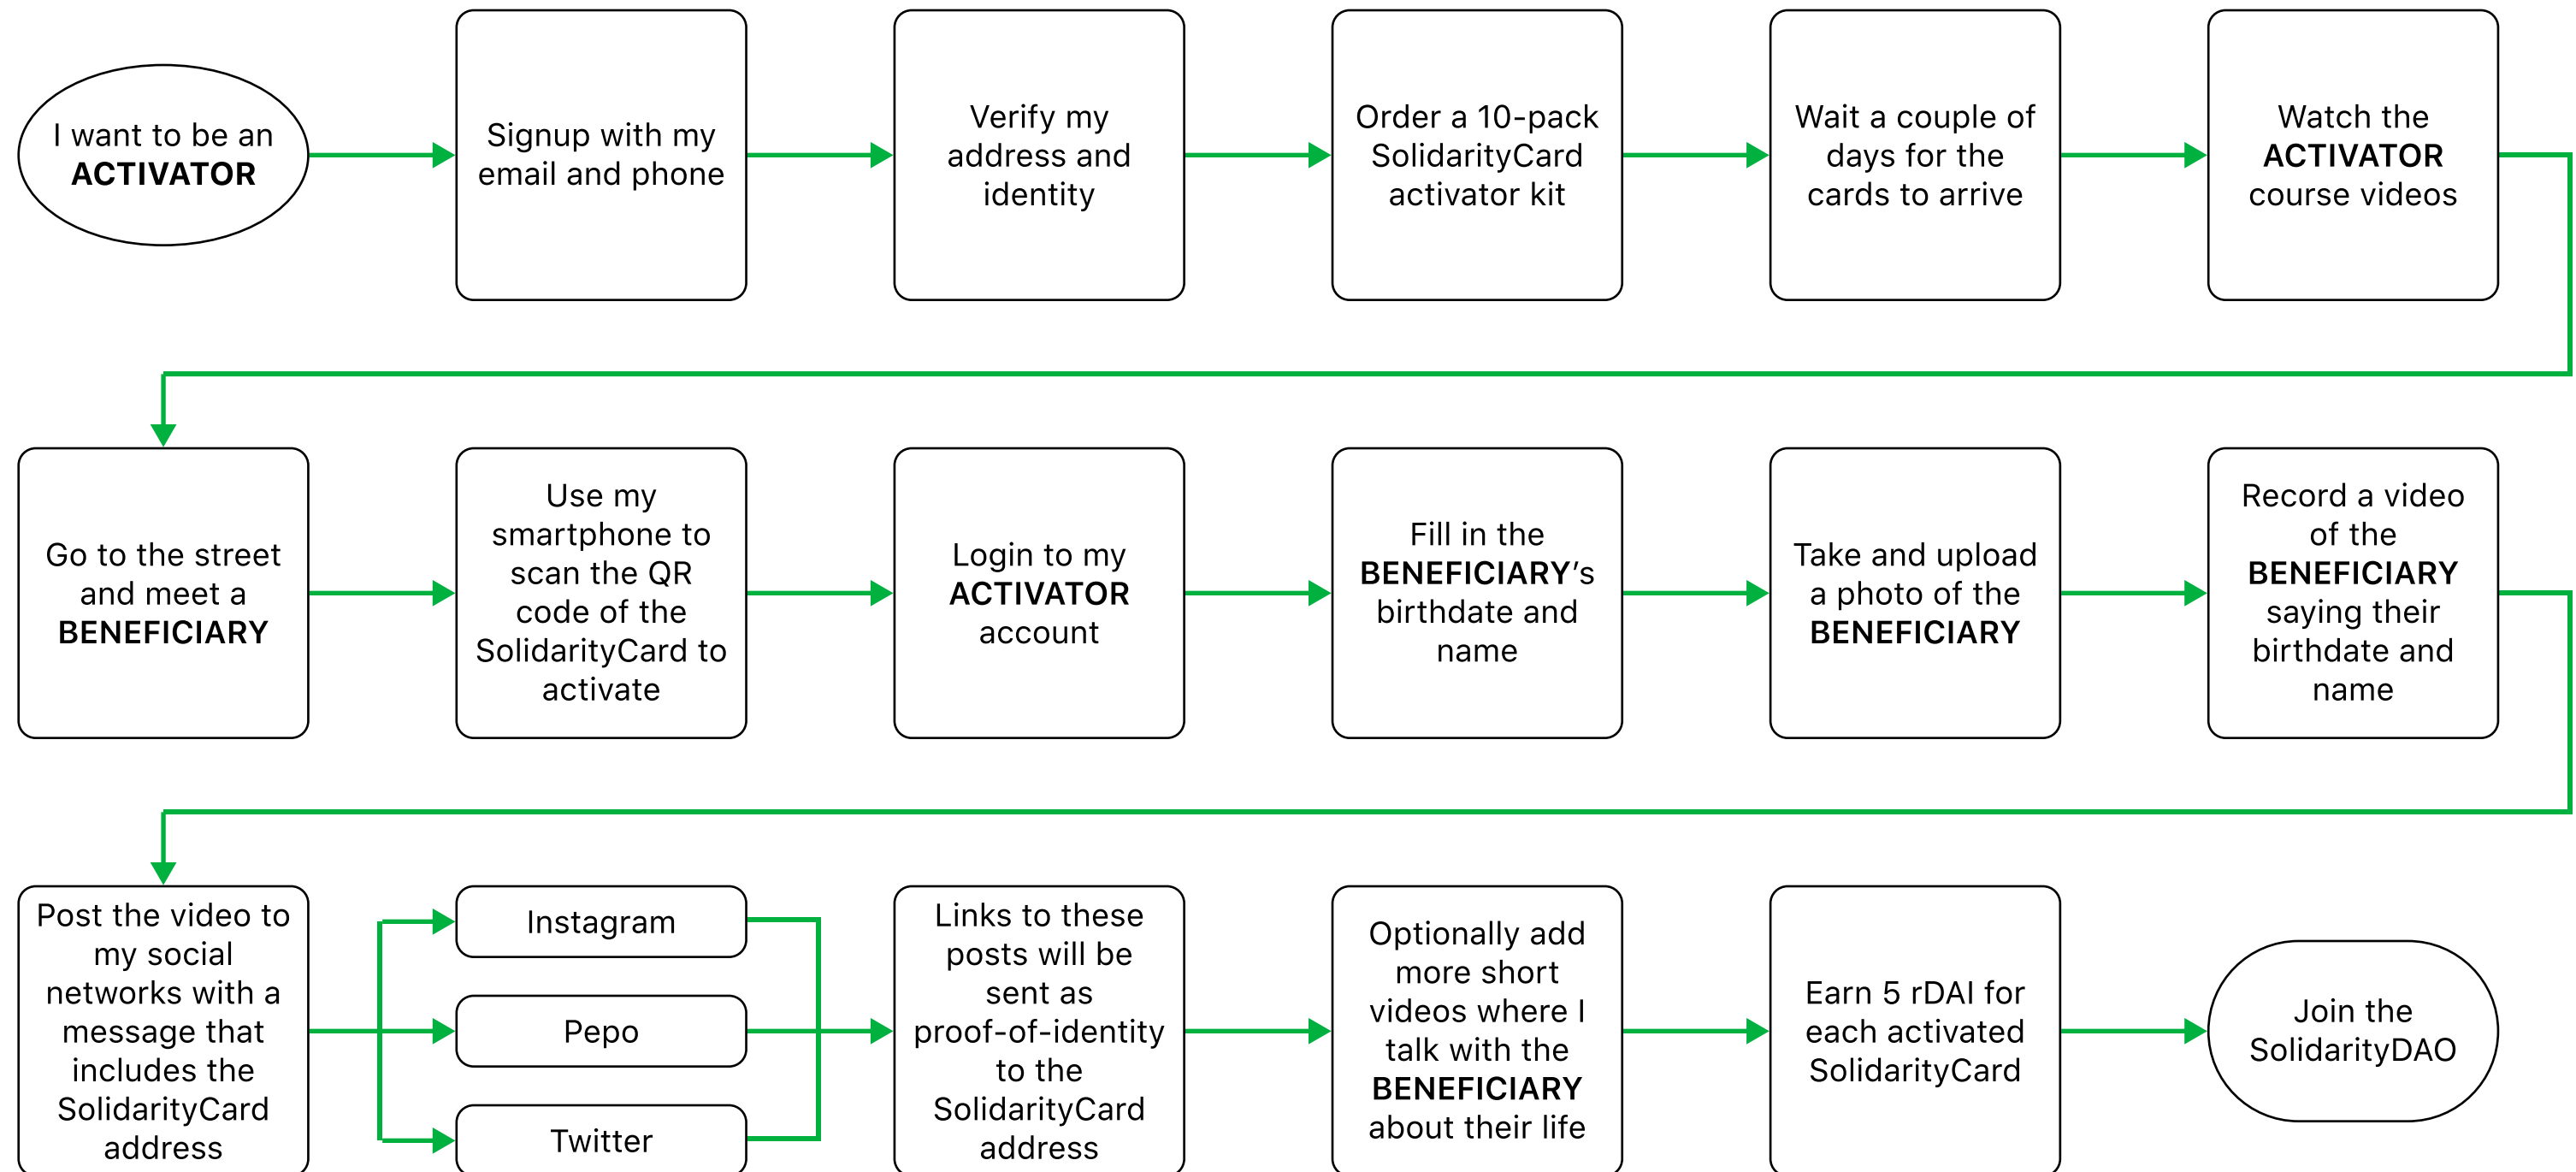 I want to be an
ACTIVATOR
Signup with my
email and phone
Verify my
address and
identity
Order a 10-pack
SolidarityCard
activator kit
Wait a couple of
days for the
cards to arrive
Watch the
ACTIVATOR
course videos
Go to the street
and meet a
BENEFICIARY
Use my
smartphone to
scan the QR
code of the
SolidarityCard to
activate
Login to my
ACTIVATOR
account
Fill in the
BENEFICIARY’s
birthdate and
name
Take and upload
a photo of the
BENEFICIARY
Record a video
of the
BENEFICIARY
saying their
birthdate and
name
Post the video to
my social
networks with a
message that
includes the
SolidarityCard
address
Instagram
Pepo
Twitter
Links to these
posts will be
sent as
proof-of-identity
to the
SolidarityCard
address
Optionally add
more short
videos where I
talk with the
BENEFICIARY
about their life
Earn 5 rDAI for
each activated
SolidarityCard
Join the
SolidarityDAO